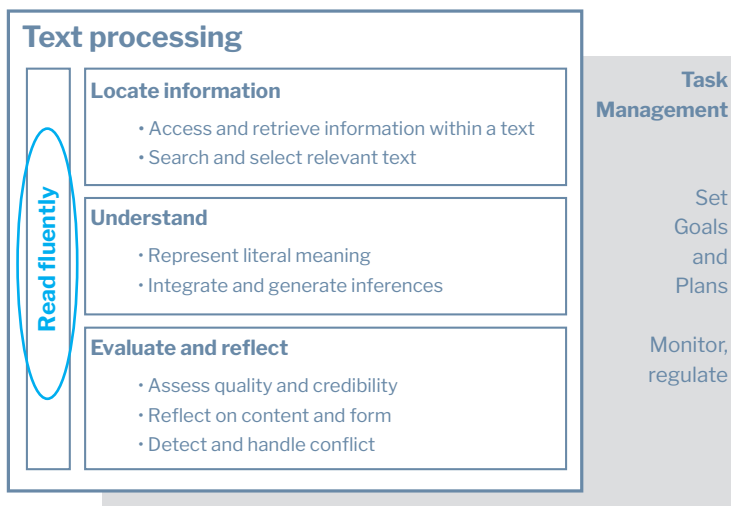 Text processing
Read fluently
Locate information
• Access and retrieve information within a text
• Search and select relevant text
Understand
• Represent literal meaning
• Integrate and generate inferences
Evaluate and reflect
• Assess quality and credibility
• Reflect on content and form
• Detect and handle conflict
Task
Management
Set
Goals
and
Plans
Monitor,
regulate